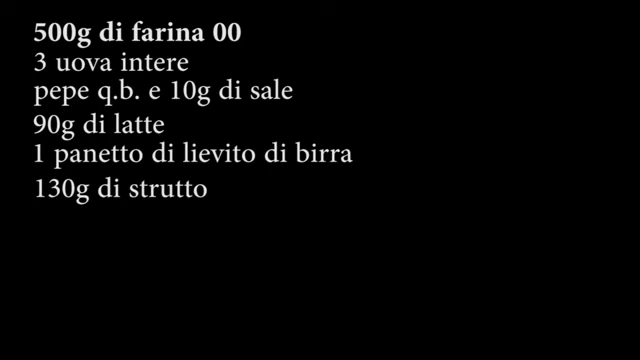 500g di farina 00
3 uova intere
pepe q.b. e 10g di sale
90g di latte
1 panetto di lievito di birra
130g di strutto